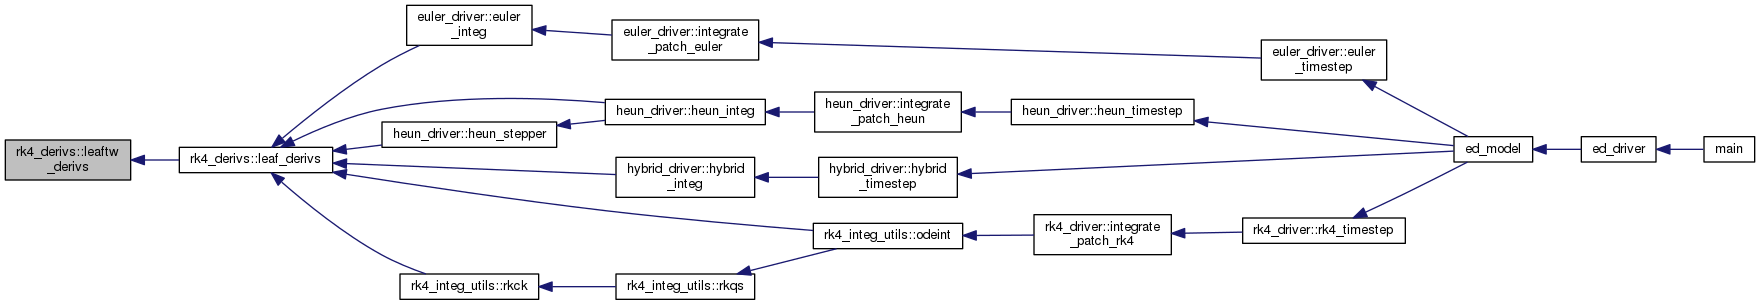 euler_driver::euler
_integ
euler_driver::integrate
_patch_euler
euler_driver::euler
_timestep
heun_driver::heun_integ
heun_driver::integrate
_patch_heun
heun_driver::heun_timestep
heun_driver::heun_stepper
rk4_derivs::leaftw
_derivs
rk4_derivs::leaf_derivs
ed_model
ed_driver
main
hybrid_driver::hybrid
_integ
hybrid_driver::hybrid
_timestep
rk4_integ_utils::odeint
rk4_driver::integrate
_patch_rk4
rk4_driver::rk4_timestep
rk4_integ_utils::rkck
rk4_integ_utils::rkqs